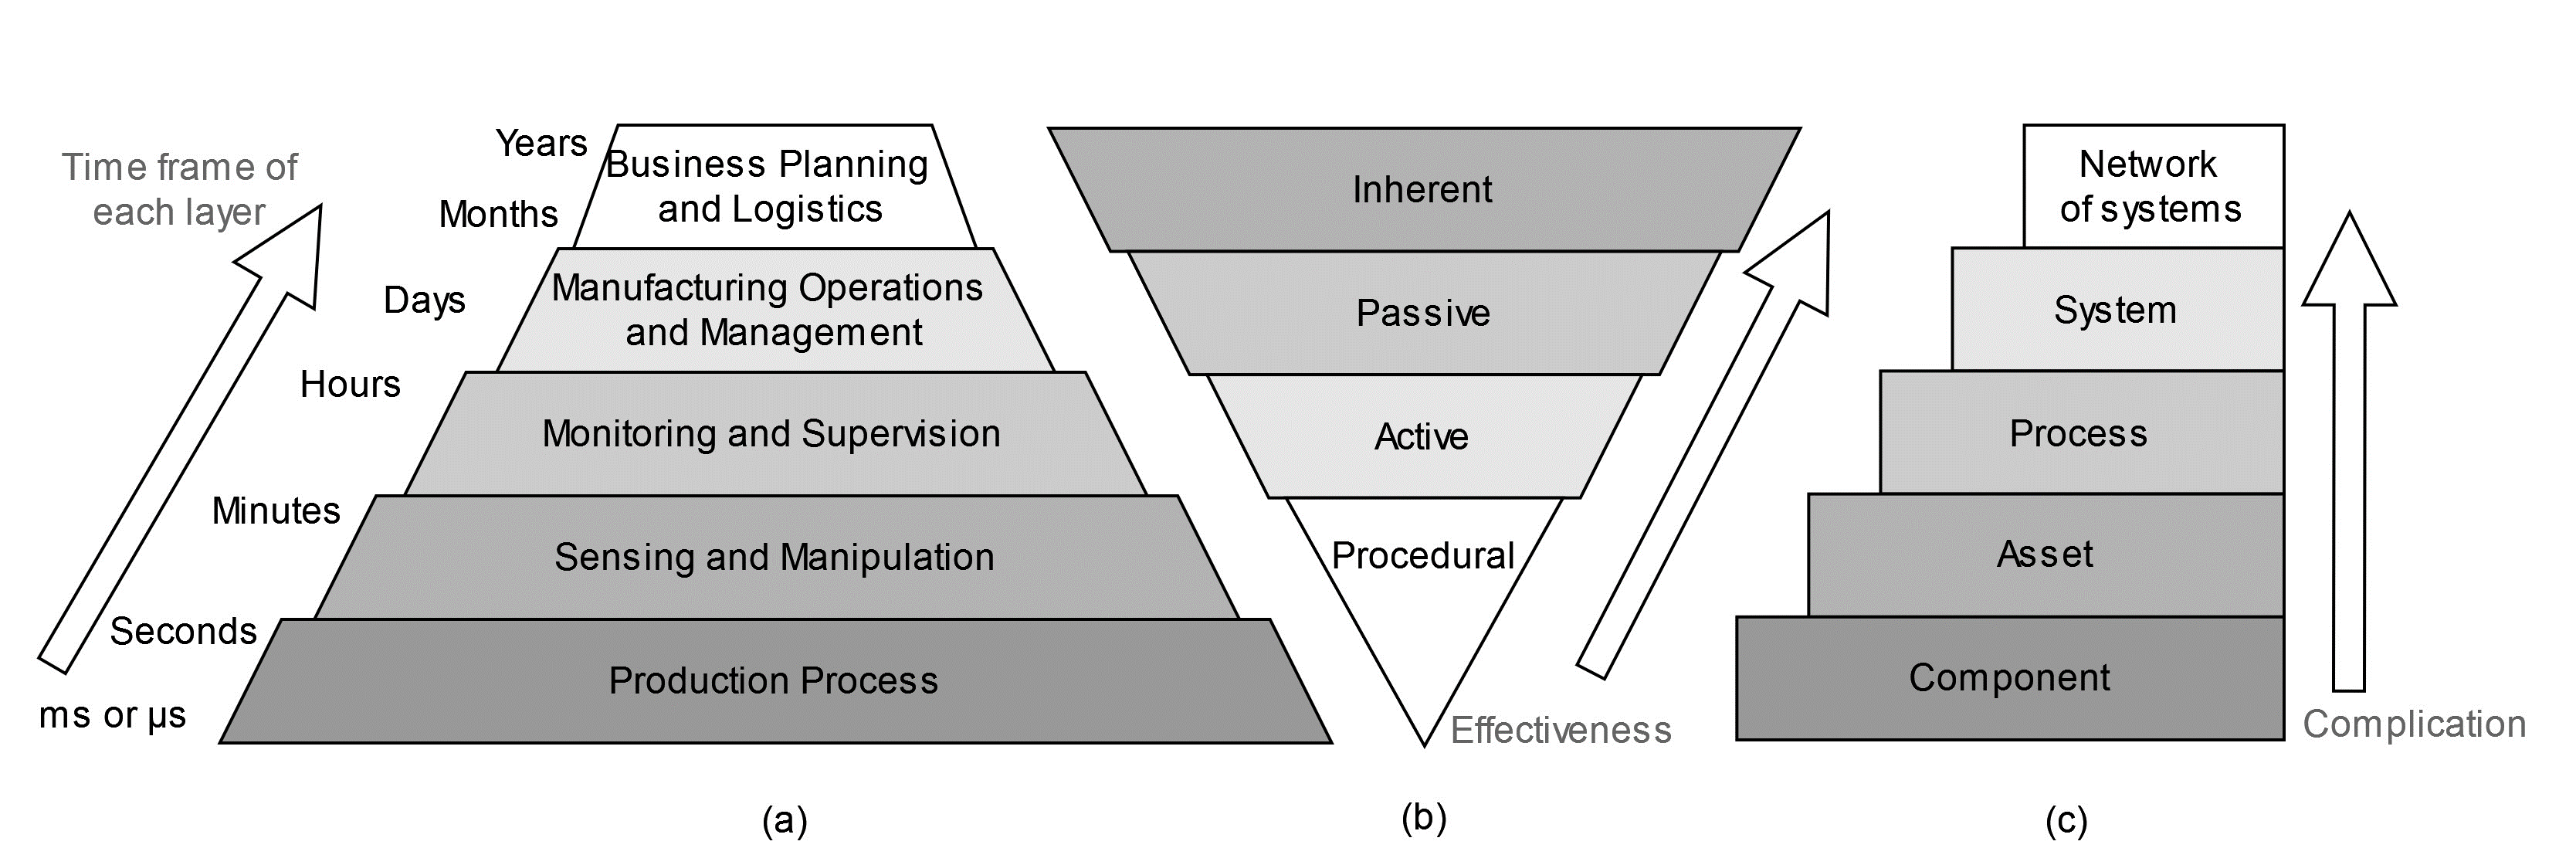 Time frame of
each layer
Years
Months
Days
Hours
Minutes
Seconds
ms or µs
Business Planning
and Logistics
Manufacturing Operations
and Management
Monitoring and Supervision
Sensing and Manipulation
Production Process
(a)
Inherent
Passive
Active
Procedural
Effectiveness
(b)
Network
of systems
System
Process
Asset
Component
Complication
(c)